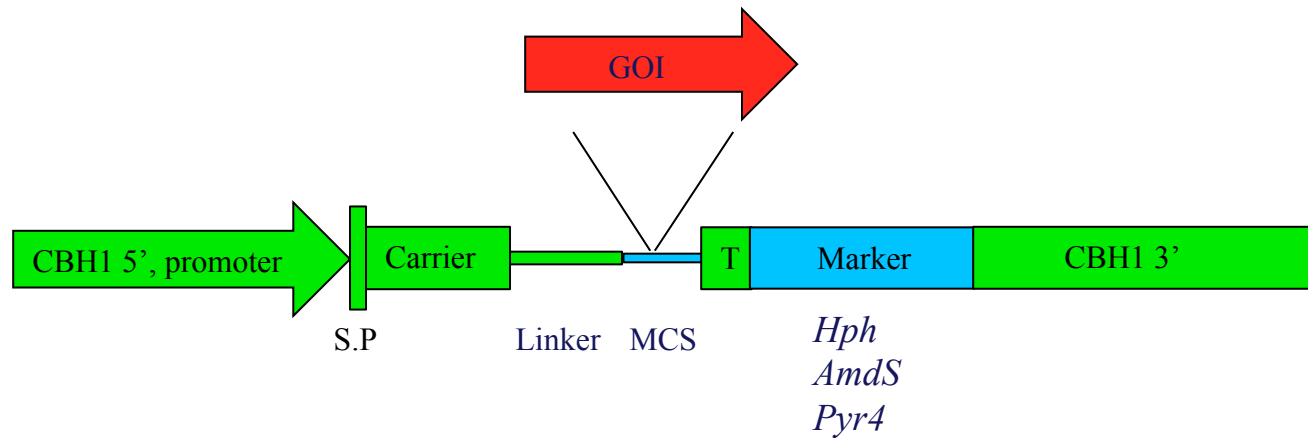 GOI
CBH1 5’, promoter
Carrier
T
Marker
CBH1 3’
S.P
Linker
MCS
Hph
AmdS
Pyr4